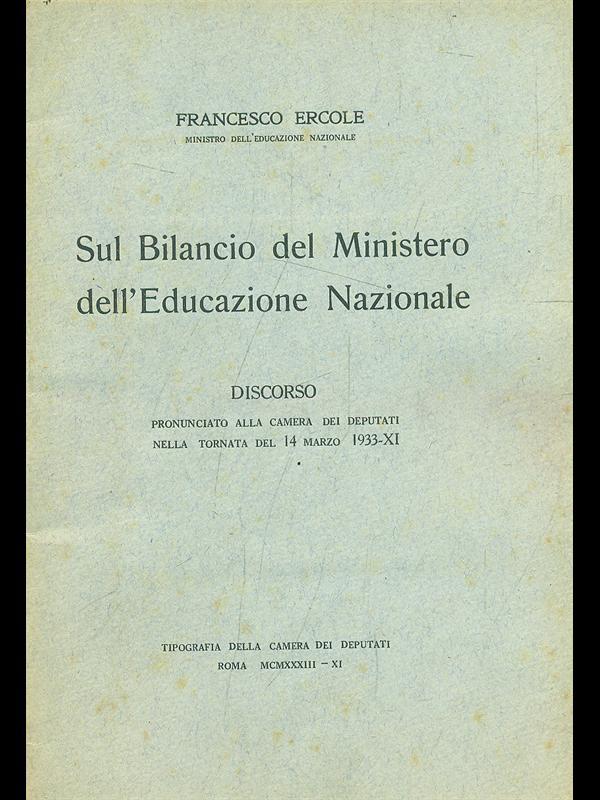 FRANCESCO ERCOLE
MINISTRO DELL'EDUCAZIONE NAZIONALE
Sul Bilancio del Ministero
dell'Educazione Nazionale
DISCORSO
PRONUNCIATO ALLA CAMERA DEI DEPUTATI
NELLA TORNATA DEL 14 MARZO 1933-XI
TIPOGRAFIA DELLA CAMERA DEI DEPUTATI
ROMA MCMXXXIII - XI